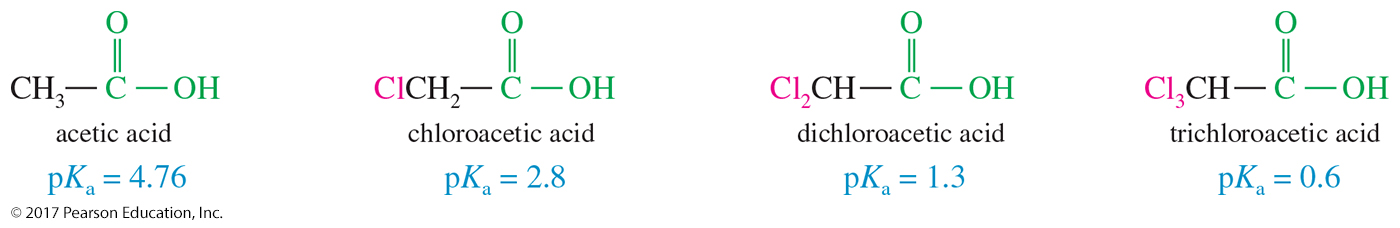 O O O O
CH₃—C—OH ClCH₂—C—OH Cl₂CH—C—OH Cl₃CH—C—OH
acetic acid chloroacetic acid dichloroacetic acid trichloroacetic acid
pKₐ = 4.76 pKₐ = 2.8 pKₐ = 1.3 pKₐ = 0.6
© 2017 Pearson Education, Inc.